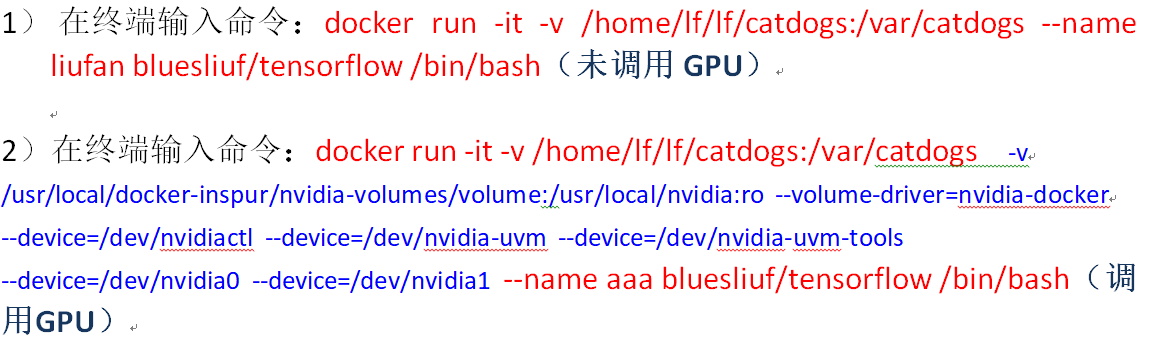 1） 在终端输入命令：docker run -it -v /home/lf/lf/catdogs:/var/catdogs --name
liufan bluesliuf/tensorflow /bin/bash（未调用 GPU）
2）在终端输入命令：docker run -it -v /home/lf/lf/catdogs:/var/catdogs -v
/usr/local/docker-inspur/nvidia-volumes/volume:/usr/local/nvidia:ro --volume-driver=nvidia-docker
--device=/dev/nvidiactl --device=/dev/nvidia-uvm --device=/dev/nvidia-uvm-tools
--device=/dev/nvidia0 --device=/dev/nvidia1 --name aaa bluesliuf/tensorflow /bin/bash（调
用GPU）